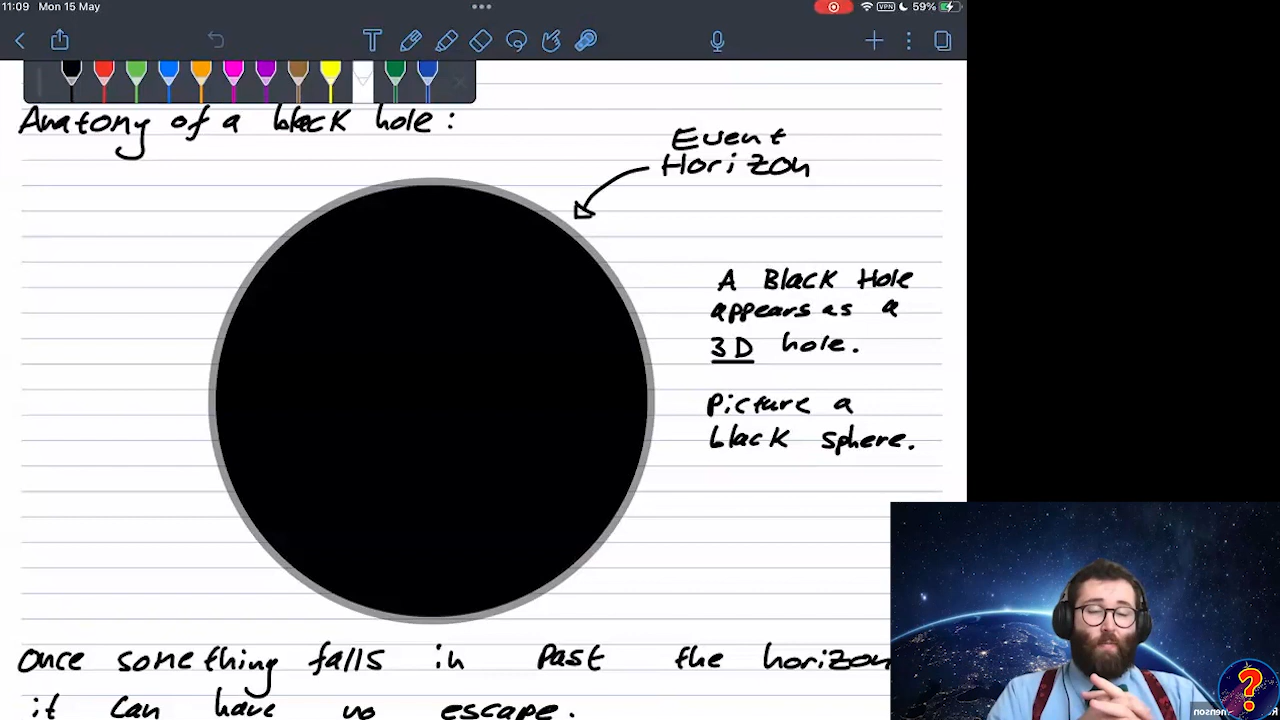 11:09 Mon 15 May
VPN 59%
T
Anatomy of a black hole:
Event
Horizon
A Black Hole
appears as a
3D hole.
Picture a
black sphere.
Once something falls in past the horizon
it can have no escape.
?